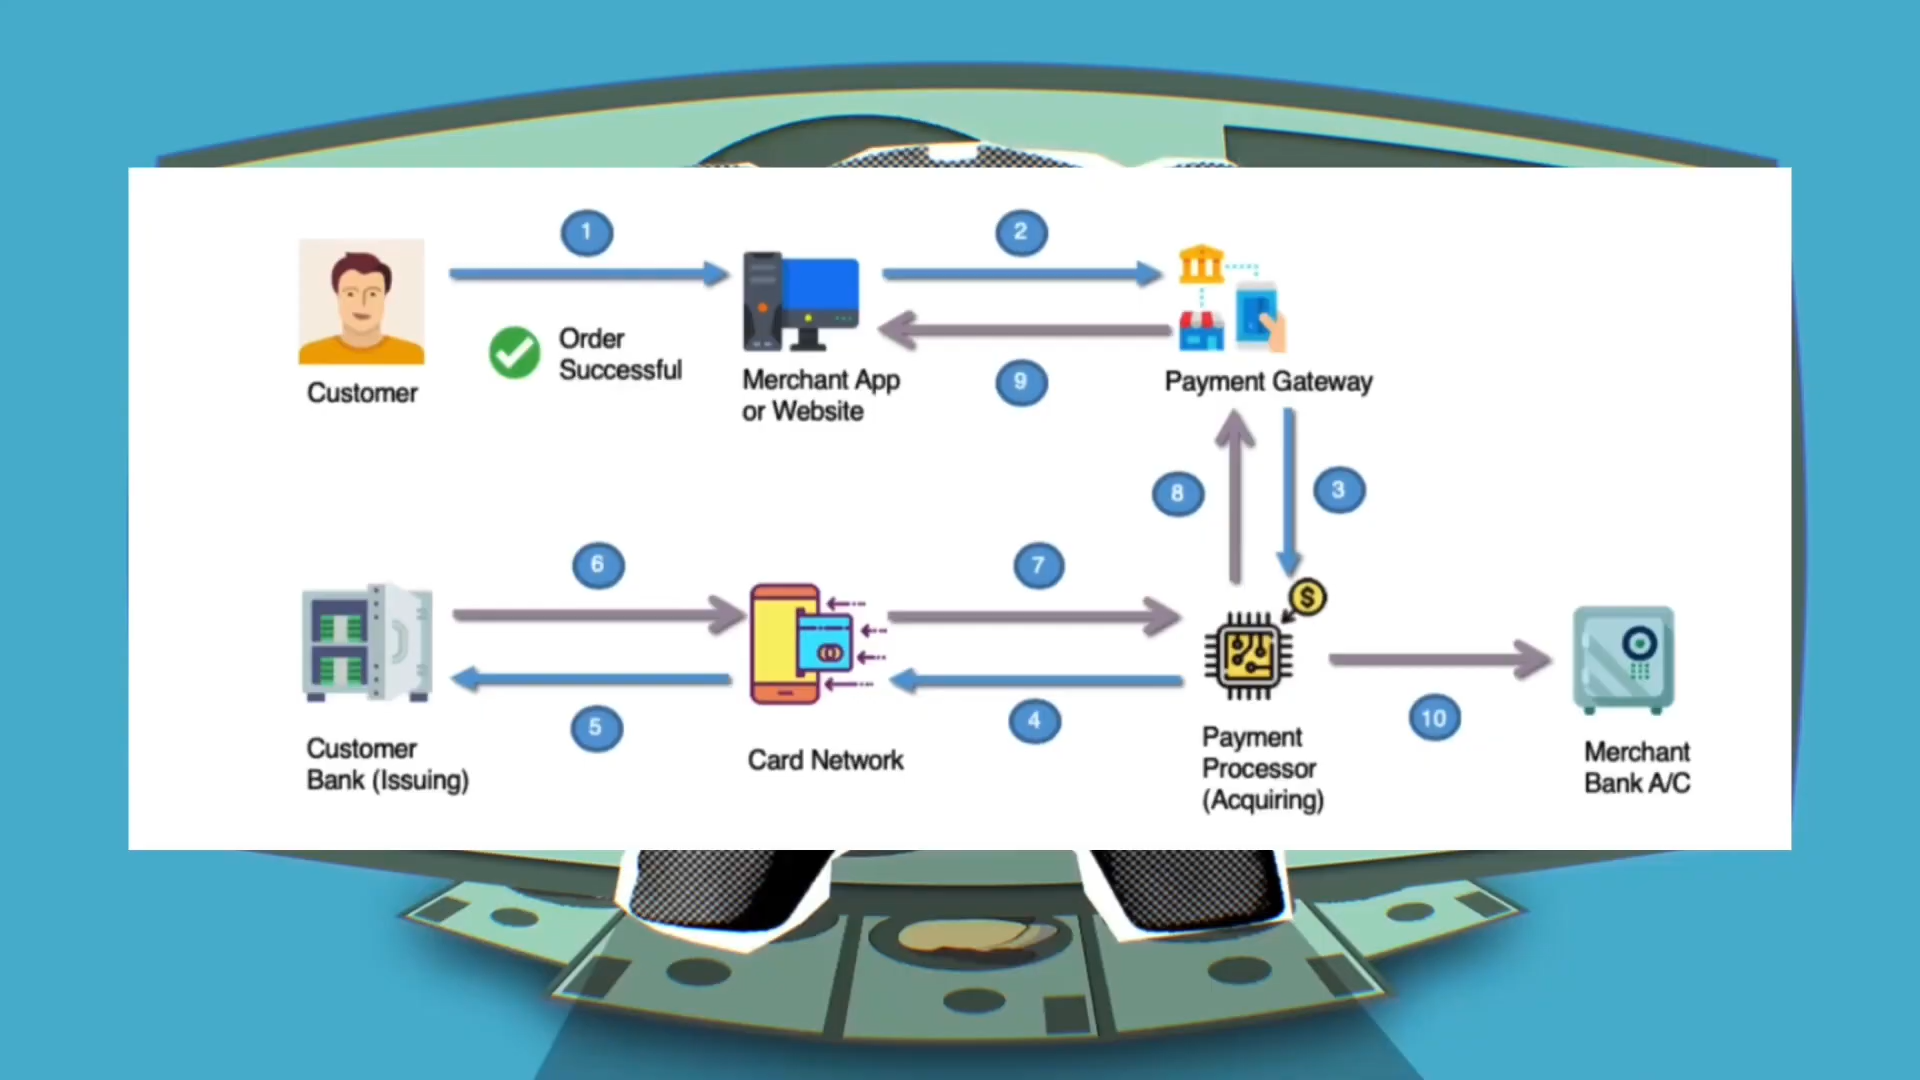 1
2
Order
Successful
Customer
Merchant App
or Website
9
Payment Gateway
8
3
6
7
$
5
4
10
Customer
Bank (Issuing)
Card Network
Payment
Processor
(Acquiring)
Merchant
Bank A/C